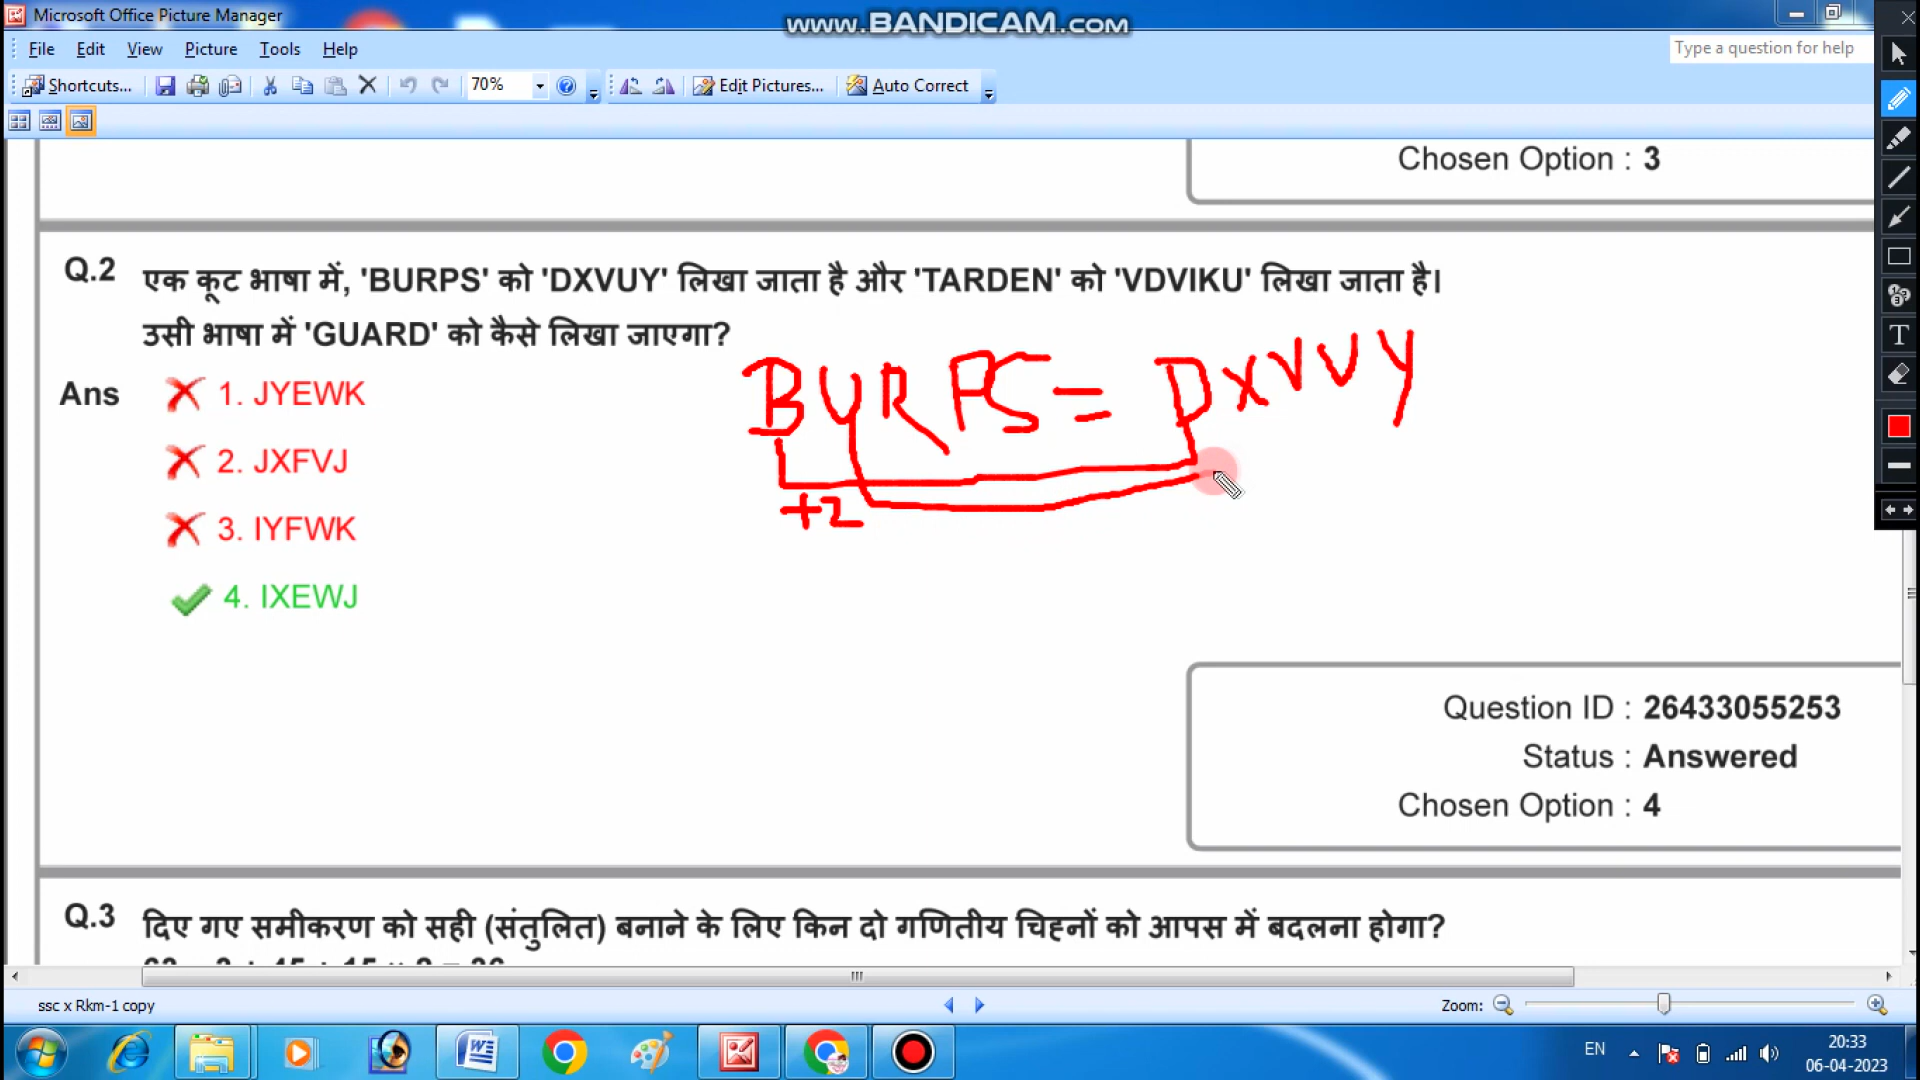 Microsoft Office Picture Manager
www.BANDICAM.com
File Edit View Picture Tools Help
Type a question for help
Shortcuts... 70% Edit Pictures... Auto Correct
Chosen Option : 3
Q.2 एक कूट भाषा में, 'BURPS' को 'DXVUY' लिखा जाता है और 'TARDEN' को 'VDVIKU' लिखा जाता है।
उसी भाषा में 'GUARD' को कैसे लिखा जाएगा?
BURPS = DXVUY
+2
Ans 1. JYEWK
2. JXFVJ
3. IYFWK
4. IXEWJ
Question ID : 26433055253
Status : Answered
Chosen Option : 4
Q.3 दिए गए समीकरण को सही (संतुलित) बनाने के लिए किन दो गणितीय चिह्नों को आपस में बदलना होगा?
ssc x Rkm-1 copy
Zoom:
EN
20:33
06-04-2023